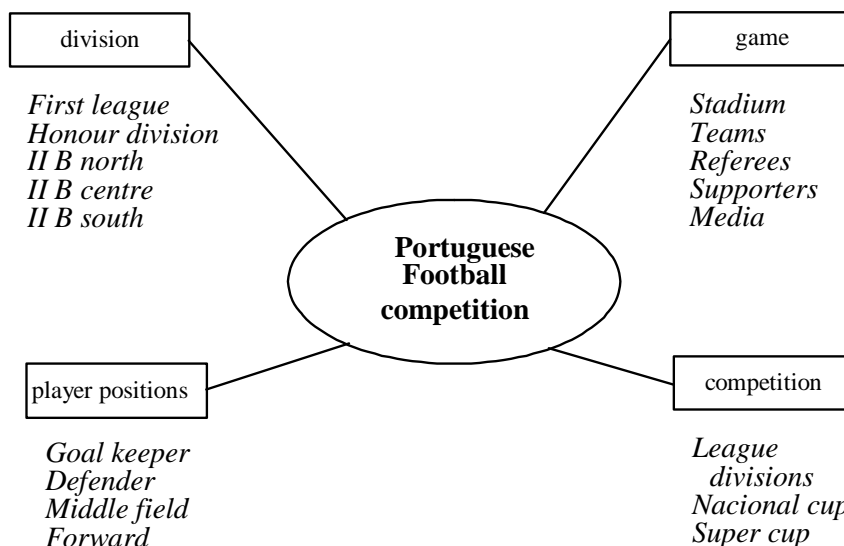 division
First league
Honour division
II B north
II B centre
II B south
game
Stadium
Teams
Referees
Supporters
Media
Portuguese
Football
competition
player positions
Goal keeper
Defender
Middle field
Forward
competition
League
divisions
Nacional cup
Super cup